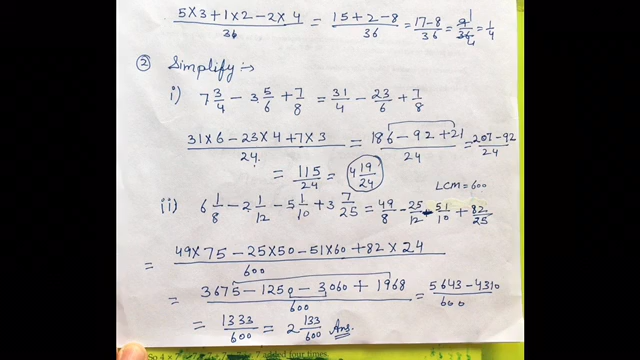 5×3+1×2−2×4/36 = 15+2−8/36 = 17−8/36 = 9/36 = 1/4
② Simplify :→
i) 7 3/4 − 3 5/6 + 7/8 = 31/4 − 23/6 + 7/8
31×6−23×4+7×3/24 = 186−92+21/24 = 207−92/24
= 115/24 = 4 19/24
LCM = 600
ii) 6 1/8 − 2 1/12 − 5 1/10 + 3 7/25 = 49/8 − 25/12 − 51/10 + 82/25
= 49×75−25×50−51×60+82×24/600
= 3675−1250−3060+1968/600 = 5643−4310/600
= 1333/600 = 2 133/600 Ans.
added four